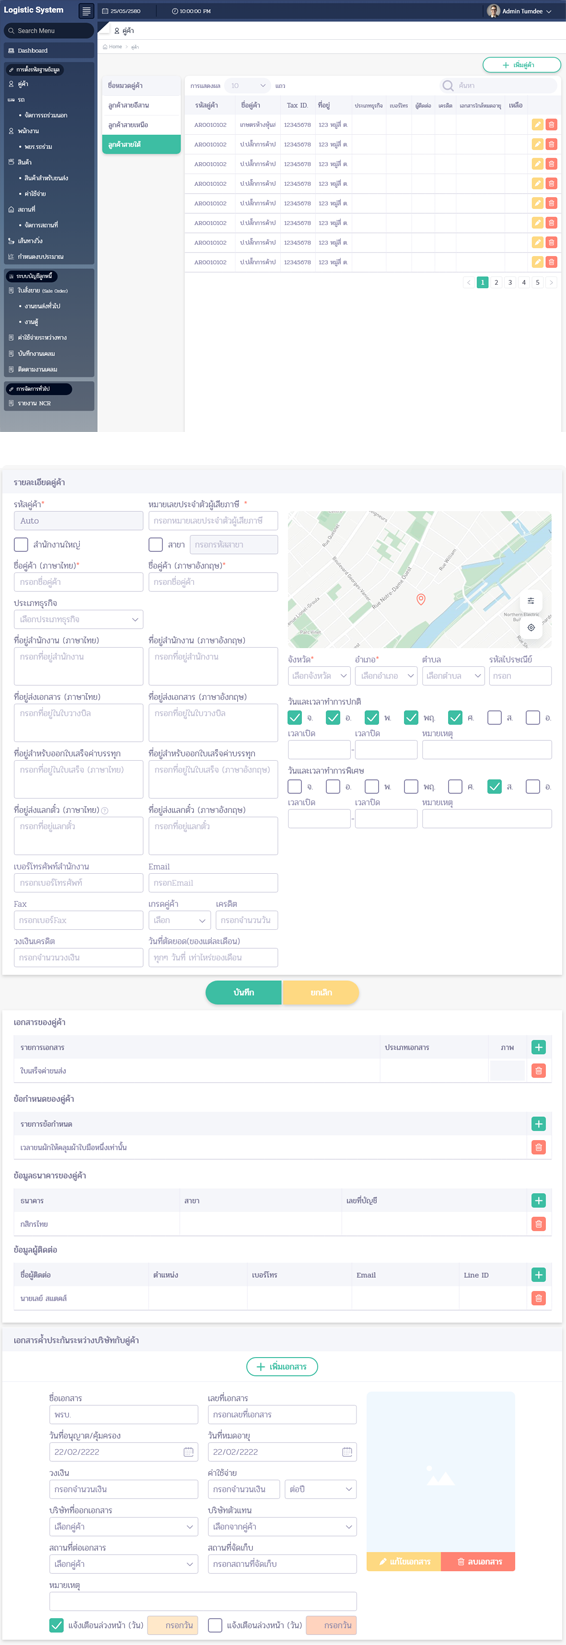 Logistic System
25/05/2580
10:00:00 PM
Admin Tumdee
Search Menu
Dashboard
การตั้งรหัสฐานข้อมูล
คู่ค้า
รถ
จัดการรถร่วมนอก
พนักงาน
พขร.รถร่วม
สินค้า
สินค้าสำหรับขนส่ง
ค่าใช้จ่าย
สถานที่
จัดการสถานที่
เส้นทางวิ่ง
กำหนดงบประมาณ
ระบบบัญชีลูกหนี้
ใบสั่งขาย (Sale Order)
งานขนส่งทั่วไป
งานตู้
ค่าใช้จ่ายระหว่างทาง
บันทึกงานเคลม
ติดตามงานเคลม
การจัดการทั่วไป
รายงาน NCR
คู่ค้า
Home > คู่ค้า
เพิ่มคู่ค้า
ชื่อหมวดคู่ค้า
ลูกค้าสายอีสาน
ลูกค้าสายเหนือ
ลูกค้าสายใต้
การแสดงผล 10 แถว
ค้นหา
รหัสคู่ค้า ชื่อคู่ค้า Tax ID. ที่อยู่ ประเภทธุรกิจ เบอร์โทร ผู้ติดต่อ เครดิต เอกสารใกล้หมดอายุ เหลือ
AR0010102 เกษตรห้างหุ้นฯ 12345678 123 หมู่สี่ ต.
AR0010102 ป.ปลั๊กการค้าป 12345678 123 หมู่สี่ ต.
AR0010102 ป.ปลั๊กการค้าป 12345678 123 หมู่สี่ ต.
AR0010102 ป.ปลั๊กการค้าป 12345678 123 หมู่สี่ ต.
AR0010102 ป.ปลั๊กการค้าป 12345678 123 หมู่สี่ ต.
AR0010102 ป.ปลั๊กการค้าป 12345678 123 หมู่สี่ ต.
AR0010102 ป.ปลั๊กการค้าป 12345678 123 หมู่สี่ ต.
AR0010102 ป.ปลั๊กการค้าป 12345678 123 หมู่สี่ ต.
1 2 3 4 5
รายละเอียดคู่ค้า
รหัสคู่ค้า* หมายเลขประจำตัวผู้เสียภาษี *
Auto กรอกหมายเลขประจำตัวผู้เสียภาษี
สำนักงานใหญ่ สาขา กรอกรหัสสาขา
ชื่อคู่ค้า (ภาษาไทย)* ชื่อคู่ค้า (ภาษาอังกฤษ)*
กรอกชื่อคู่ค้า กรอกชื่อคู่ค้า
ประเภทธุรกิจ
เลือกประเภทธุรกิจ
ที่อยู่สำนักงาน (ภาษาไทย) ที่อยู่สำนักงาน (ภาษาอังกฤษ)
กรอกที่อยู่สำนักงาน กรอกที่อยู่สำนักงาน
ที่อยู่ส่งเอกสาร (ภาษาไทย) ที่อยู่ส่งเอกสาร (ภาษาอังกฤษ)
กรอกที่อยู่ในใบวางบิล กรอกที่อยู่ในใบวางบิล
ที่อยู่สำหรับออกใบเสร็จค่าบรรทุก ที่อยู่สำหรับออกใบเสร็จค่าบรรทุก
กรอกที่อยู่ในใบเสร็จ (ภาษาไทย) กรอกที่อยู่ในใบเสร็จ (ภาษาอังกฤษ)
ที่อยู่ส่งแลกตั๋ว (ภาษาไทย) ที่อยู่ส่งแลกตั๋ว (ภาษาอังกฤษ)
กรอกที่อยู่แลกตั๋ว กรอกที่อยู่แลกตั๋ว
เบอร์โทรศัพท์สำนักงาน Email
กรอกเบอร์โทรศัพท์ กรอกEmail
Fax เกรดคู่ค้า เครดิต
กรอกเบอร์Fax เลือก กรอกจำนวนวัน
วงเงินเครดิต วันที่ตัดยอด(ของแต่ละเดือน)
กรอกจำนวนวงเงิน ทุกๆ วันที่ เท่าไหร่ของเดือน
Rue Notre-Dame Ouest
Rue William
จังหวัด* อำเภอ* ตำบล รหัสไปรษณีย์
เลือกจังหวัด เลือกอำเภอ เลือกตำบล กรอก
วันและเวลาทำการปกติ
จ. อ. พ. พฤ. ศ. ส. อ.
เวลาเปิด เวลาปิด หมายเหตุ
-
วันและเวลาทำการพิเศษ
จ. อ. พ. พฤ. ศ. ส. อ.
เวลาเปิด เวลาปิด หมายเหตุ
-
บันทึก ยกเลิก
เอกสารของคู่ค้า
รายการเอกสาร ประเภทเอกสาร ภาพ
ใบเสร็จค่าขนส่ง
ข้อกำหนดของคู่ค้า
รายการข้อกำหนด
เวลาขนผักให้คลุมผ้าใบมือหนึ่งเท่านั้น
ข้อมูลธนาคารของคู่ค้า
ธนาคาร สาขา เลขที่บัญชี
กสิกรไทย
ข้อมูลผู้ติดต่อ
ชื่อผู้ติดต่อ ตำแหน่ง เบอร์โทร Email Line ID
นายเลย์ สแตคส์
เอกสารค้ำประกันระหว่างบริษัทกับคู่ค้า
เพิ่มเอกสาร
ชื่อเอกสาร เลขที่เอกสาร
พรบ. กรอกเลขที่เอกสาร
วันที่อนุญาต/คุ้มครอง วันที่หมดอายุ
22/02/2222 22/02/2222
วงเงิน ค่าใช้จ่าย
กรอกจำนวนเงิน กรอกจำนวนเงิน ต่อปี
บริษัทที่ออกเอกสาร บริษัทตัวแทน
เลือกคู่ค้า เลือกจากคู่ค้า
สถานที่ต่อเอกสาร สถานที่จัดเก็บ
เลือกคู่ค้า กรอกสถานที่จัดเก็บ
หมายเหตุ
แจ้งเตือนล่วงหน้า (วัน) กรอกวัน แจ้งเตือนล่วงหน้า (วัน) กรอกวัน
แก้ไขเอกสาร ลบเอกสาร